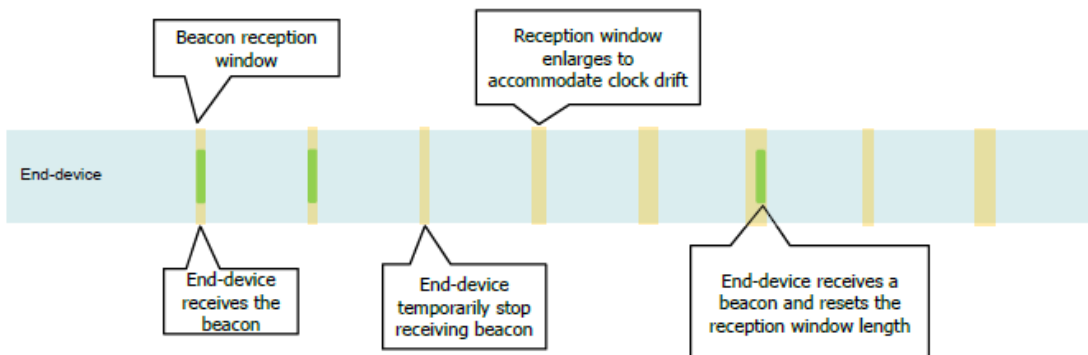 Beacon reception
window
Reception window
enlarges to
accommodate clock drift
End-device
End-device
receives the
beacon
End-device
temporarily stop
receiving beacon
End-device receives a
beacon and resets the
reception window length